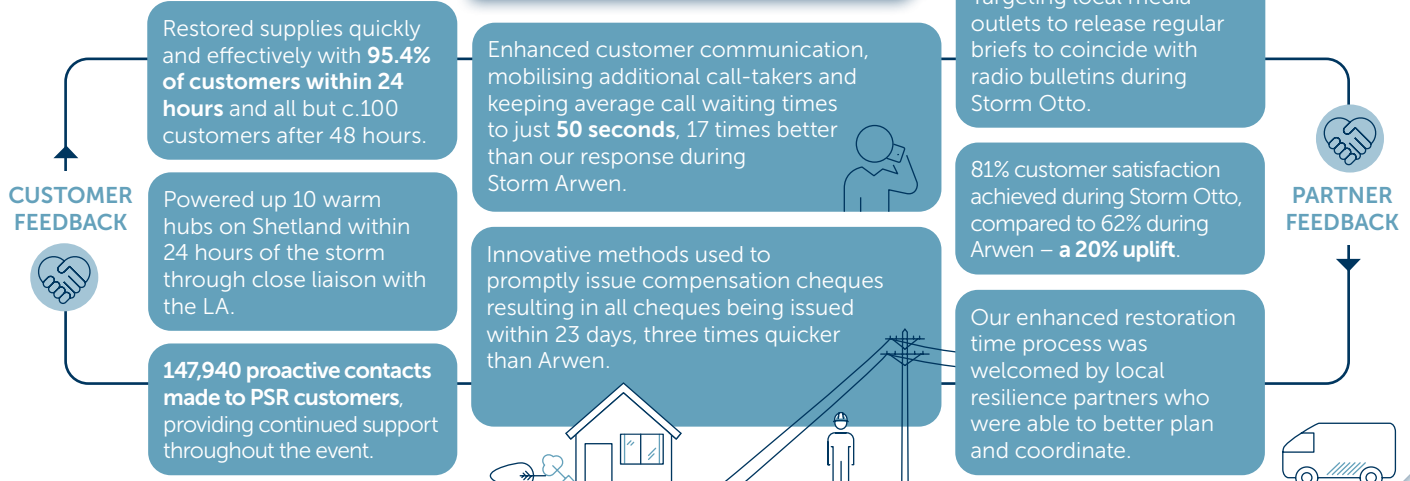 CUSTOMER
FEEDBACK
Restored supplies quickly
and effectively with 95.4%
of customers within 24
hours and all but c.100
customers after 48 hours.
Powered up 10 warm
hubs on Shetland within
24 hours of the storm
through close liaison with
the LA.
147,940 proactive contacts
made to PSR customers,
providing continued support
throughout the event.
Enhanced customer communication,
mobilising additional call-takers and
keeping average call waiting times
to just 50 seconds, 17 times better
than our response during
Storm Arwen.
Innovative methods used to
promptly issue compensation cheques
resulting in all cheques being issued
within 23 days, three times quicker
than Arwen.
Targeting local media
outlets to release regular
briefs to coincide with
radio bulletins during
Storm Otto.
81% customer satisfaction
achieved during Storm Otto,
compared to 62% during
Arwen – a 20% uplift.
Our enhanced restoration
time process was
welcomed by local
resilience partners who
were able to better plan
and coordinate.
PARTNER
FEEDBACK